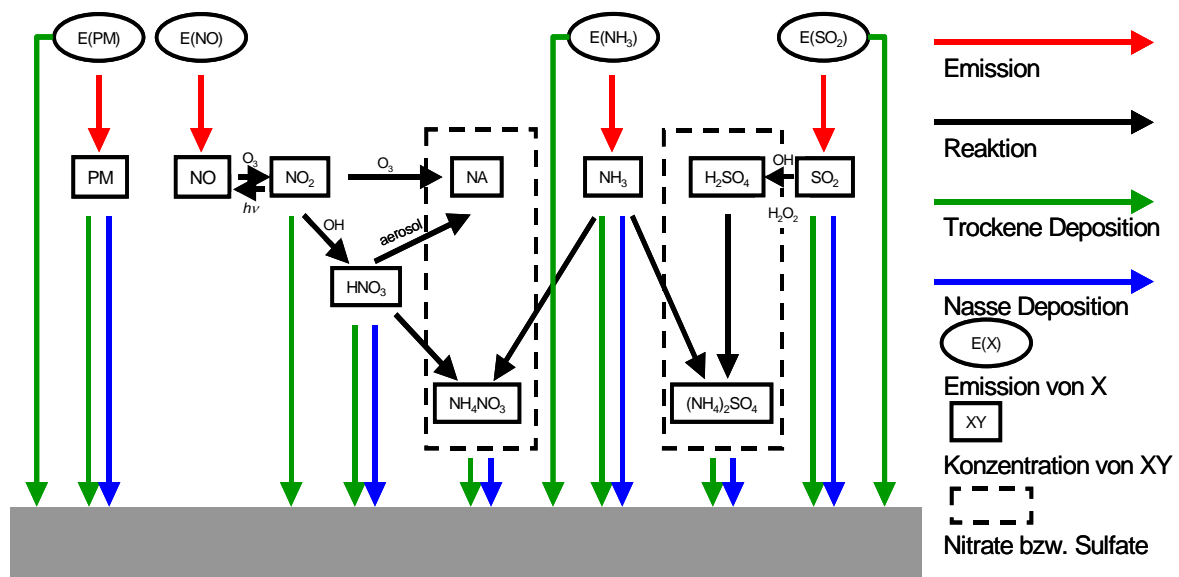 E(PM)
E(NO)
E(NH₃)
E(SO₂)
Emission
O₃
O₃
OH
Reaktion
PM
NO
NO₂
NA
NH₃
H₂SO₄
SO₂
hν
OH
aerosol
H₂O₂
Trockene Deposition
HNO₃
Nasse Deposition
E(X)
Emission von X
NH₄NO₃
(NH₄)₂SO₄
XY
Konzentration von XY
Nitrate bzw. Sulfate